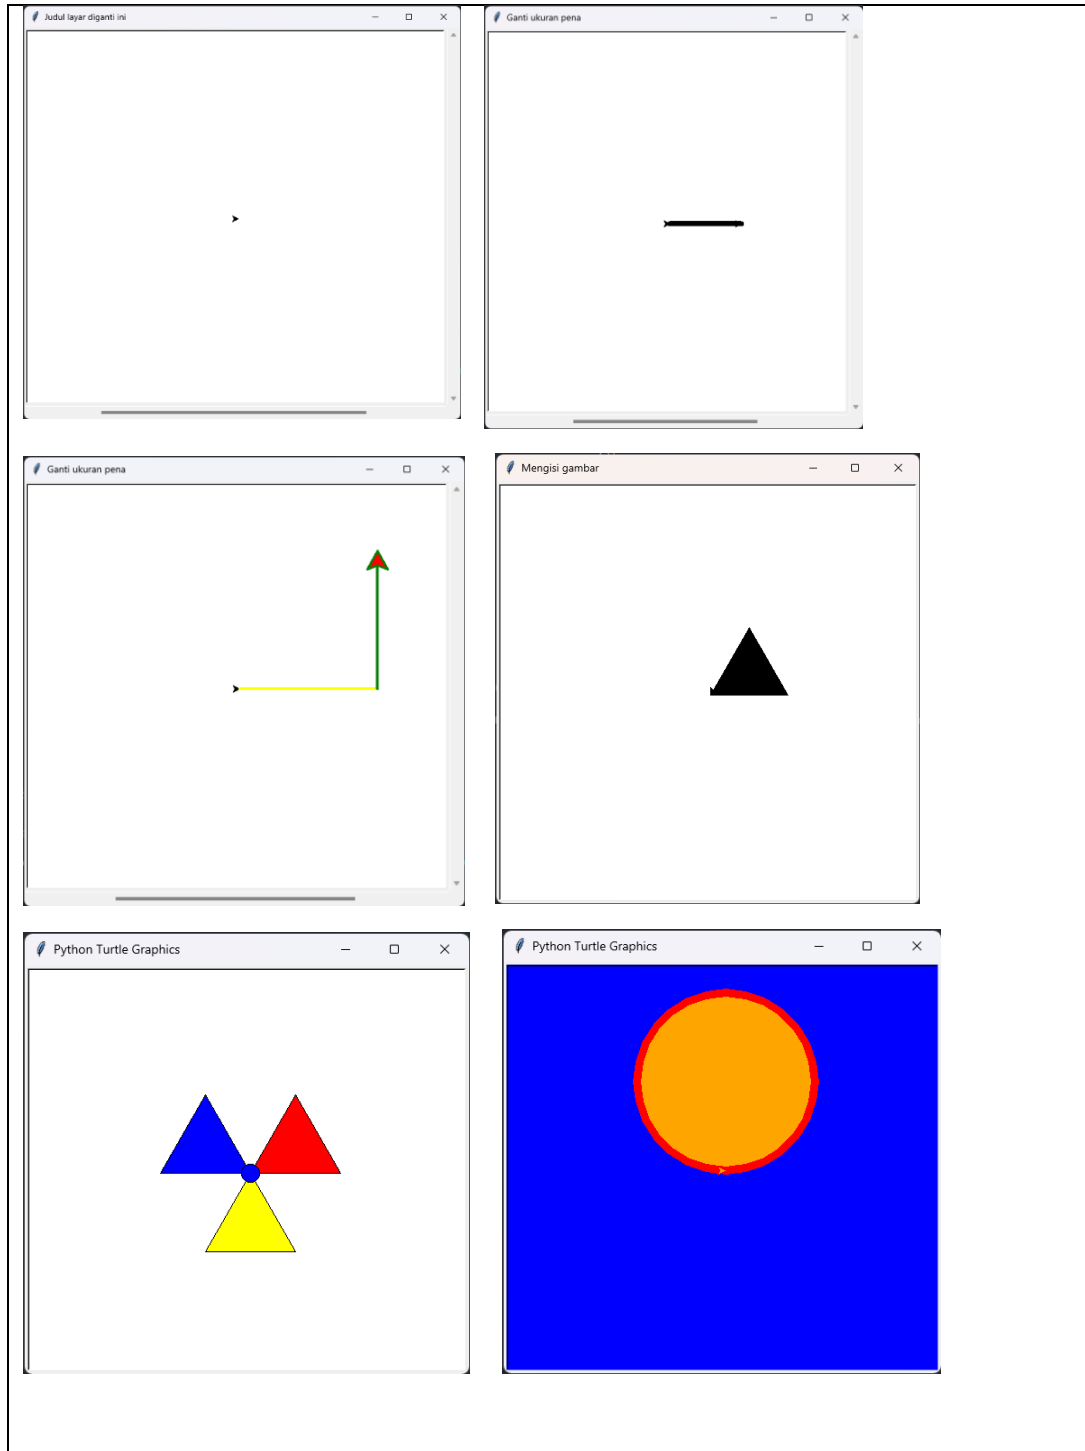 Judul layar diganti ini
Ganti ukuran pena
Ganti ukuran pena
Mengisi gambar
Python Turtle Graphics
Python Turtle Graphics